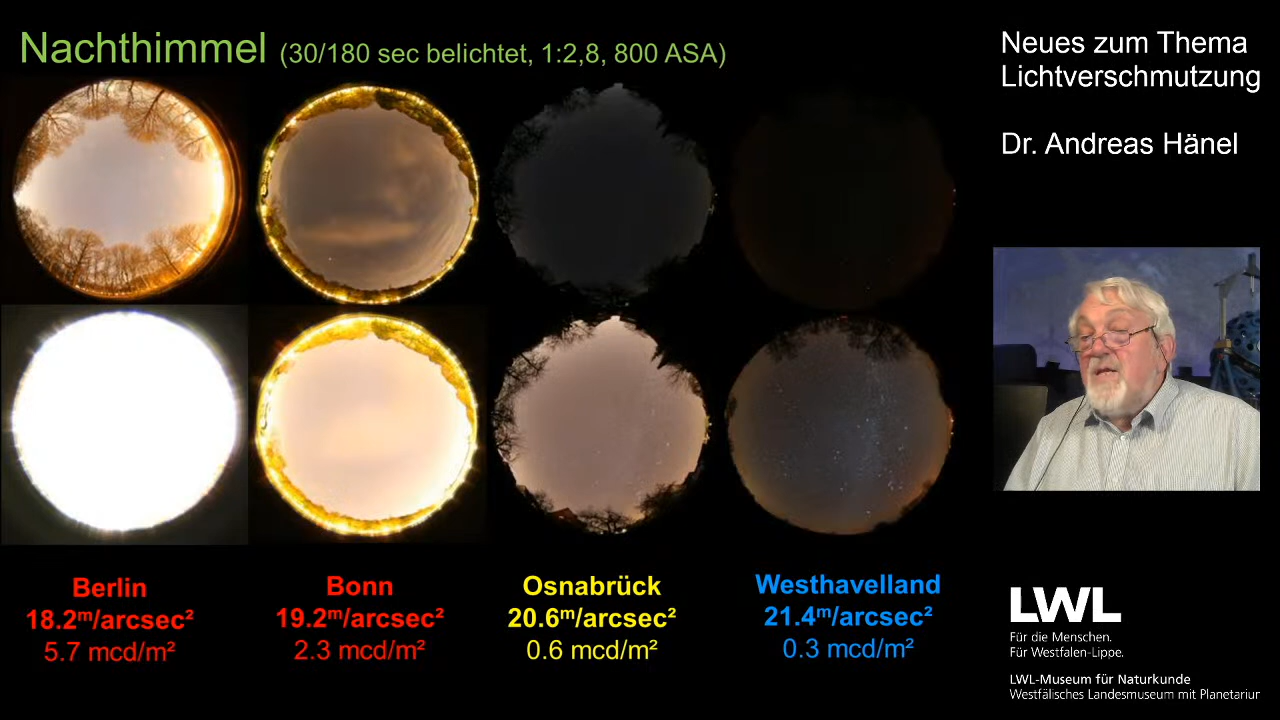 Nachthimmel (30/180 sec belichtet, 1:2,8, 800 ASA)
Neues zum Thema
Lichtverschmutzung
Dr. Andreas Hänel
Berlin
18.2ᵐ/arcsec²
5.7 mcd/m²
Bonn
19.2ᵐ/arcsec²
2.3 mcd/m²
Osnabrück
20.6ᵐ/arcsec²
0.6 mcd/m²
Westhavelland
21.4ᵐ/arcsec²
0.3 mcd/m²
LWL
Für die Menschen.
Für Westfalen-Lippe.
LWL-Museum für Naturkunde
Westfälisches Landesmuseum mit Planetariur